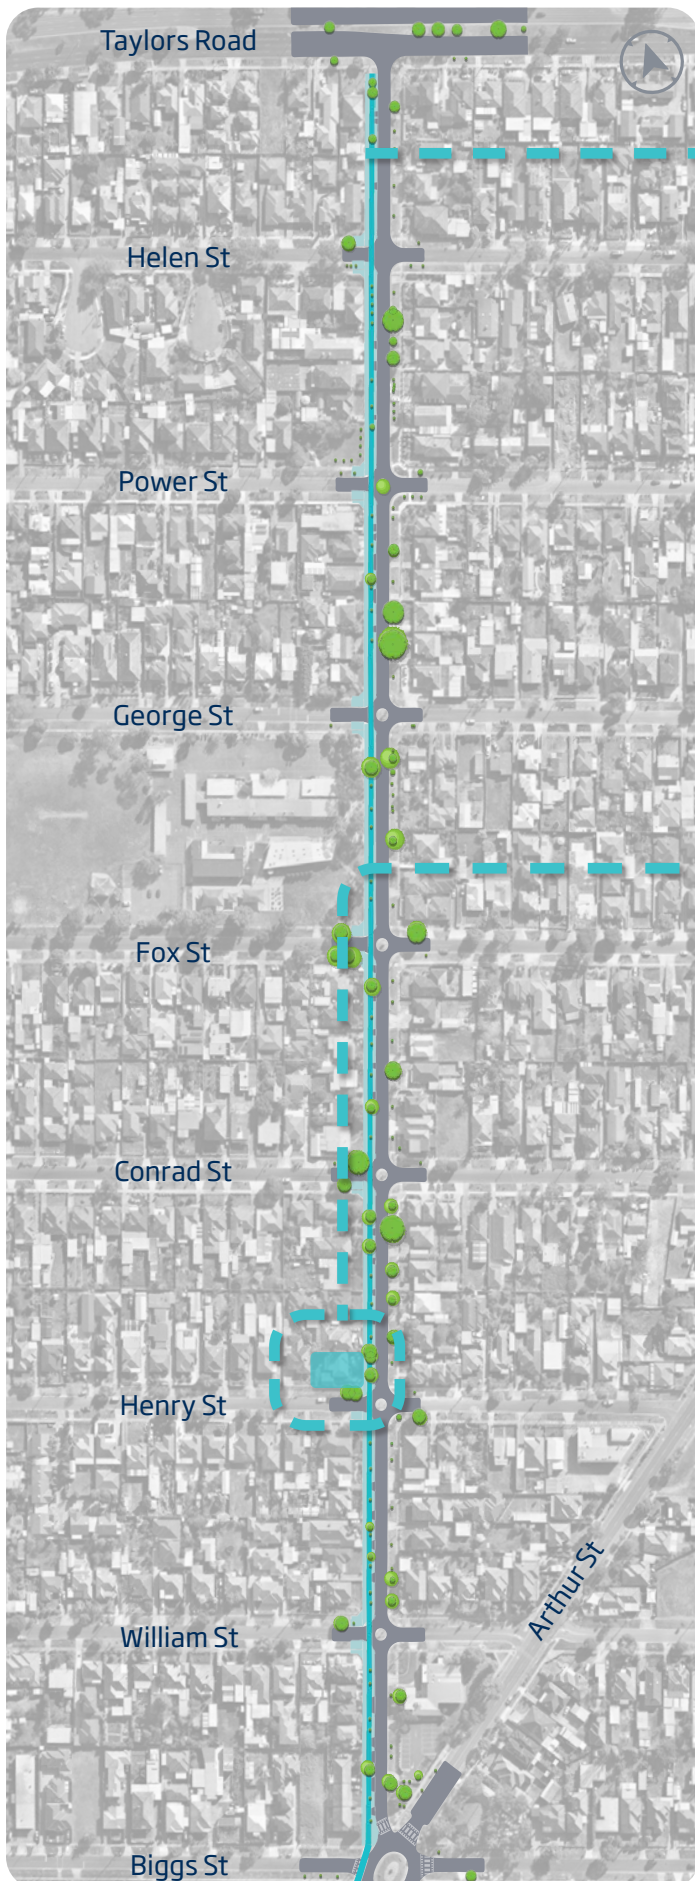 Taylors Road
Helen St
Power St
George St
Fox St
Conrad St
Henry St
Arthur St
William St
Biggs St